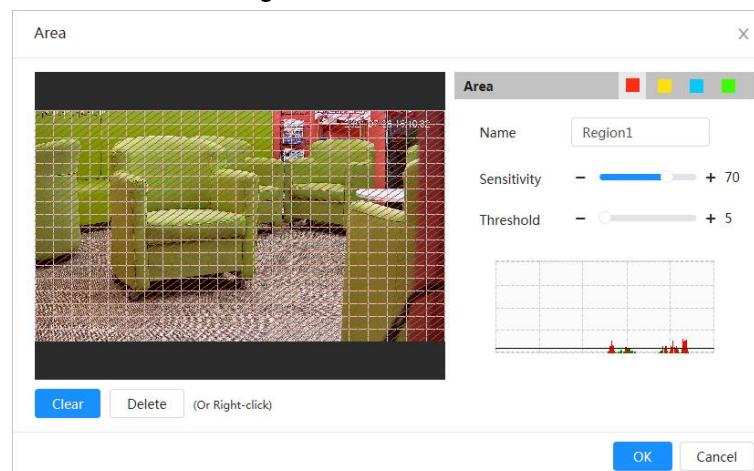 Area
X
Area
Name
Region1
Sensitivity
− + 70
Threshold
− + 5
Clear
Delete
(Or Right-click)
OK
Cancel